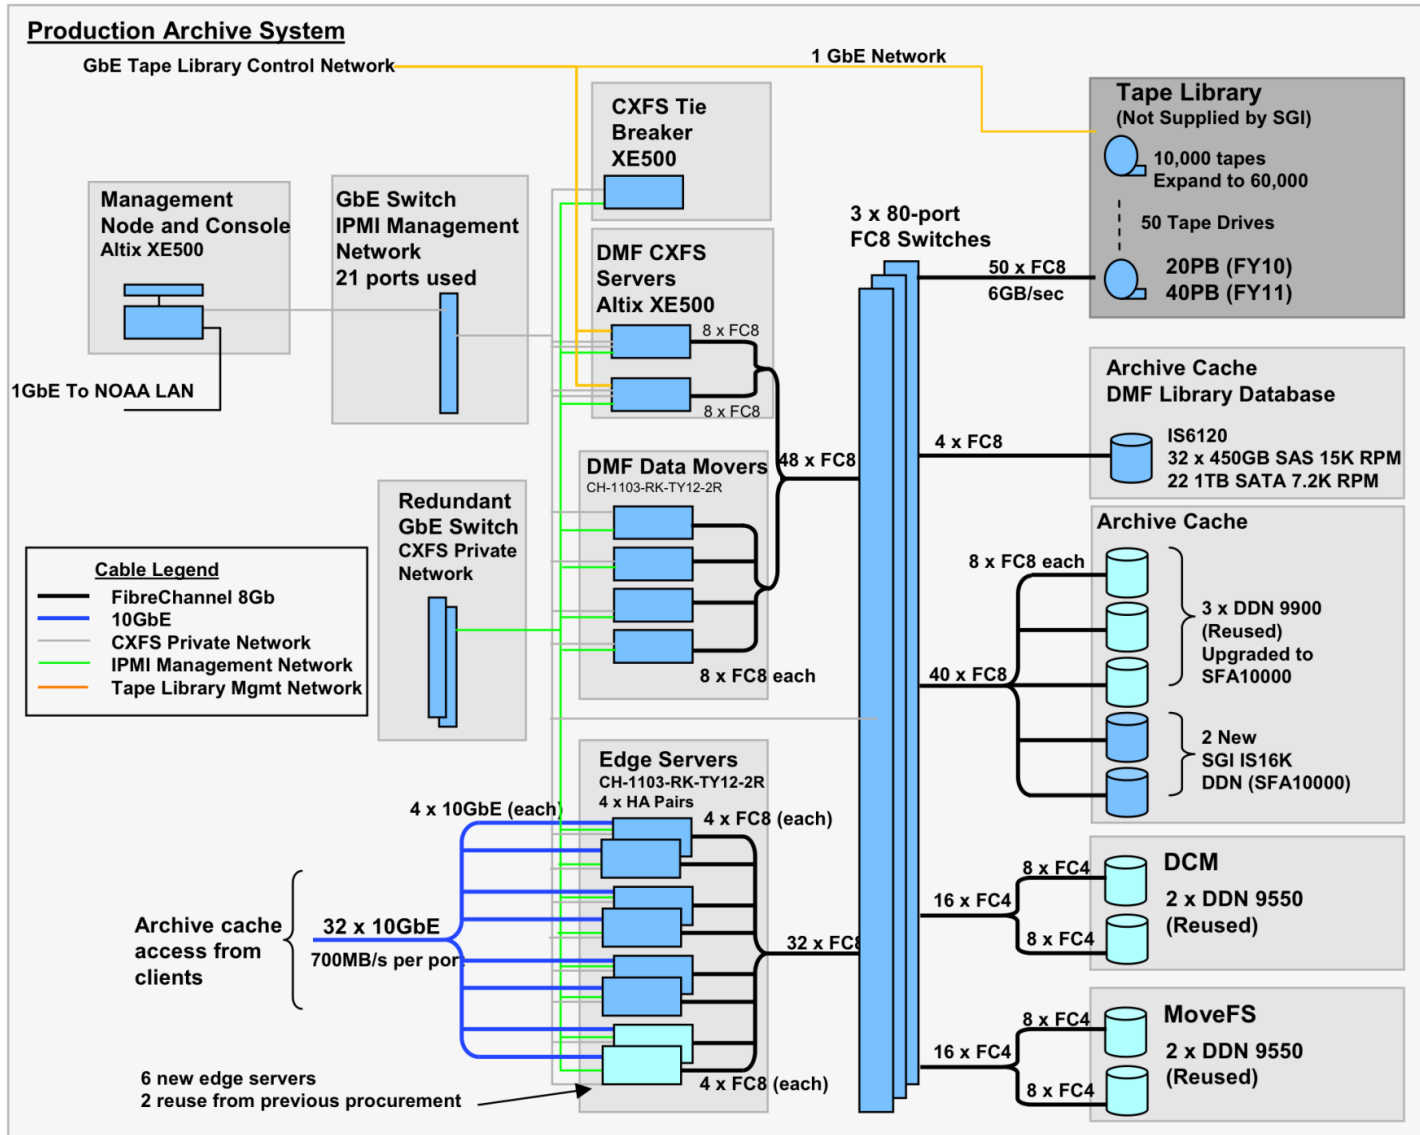 Production Archive System
GbE Tape Library Control Network
1 GbE Network
CXFS Tie
Breaker
XE500
Tape Library
(Not Supplied by SGI)
10,000 tapes
Expand to 60,000
50 Tape Drives
20PB (FY10)
40PB (FY11)
Management
Node and Console
Altix XE500
GbE Switch
IPMI Management
Network
21 ports used
1GbE To NOAA LAN
DMF CXFS
Servers
Altix XE500
8 x FC8
8 x FC8
3 x 80-port
FC8 Switches
50 x FC8
6GB/sec
Archive Cache
DMF Library Database
IS6120
32 x 450GB SAS 15K RPM
22 1TB SATA 7.2K RPM
4 x FC8
48 x FC8
DMF Data Movers
CH-1103-RK-TY12-2R
8 x FC8 each
Redundant
GbE Switch
CXFS Private
Network
Cable Legend
FibreChannel 8Gb
10GbE
CXFS Private Network
IPMI Management Network
Tape Library Mgmt Network
Archive Cache
8 x FC8 each
40 x FC8
3 x DDN 9900
(Reused)
Upgraded to
SFA10000
2 New
SGI IS16K
DDN (SFA10000)
Edge Servers
CH-1103-RK-TY12-2R
4 x HA Pairs
4 x 10GbE (each)
4 x FC8 (each)
Archive cache
access from
clients
32 x 10GbE
700MB/s per por
32 x FC8
4 x FC8 (each)
6 new edge servers
2 reuse from previous procurement
DCM
2 x DDN 9550
(Reused)
8 x FC4
16 x FC4
8 x FC4
MoveFS
2 x DDN 9550
(Reused)
8 x FC4
16 x FC4
8 x FC4